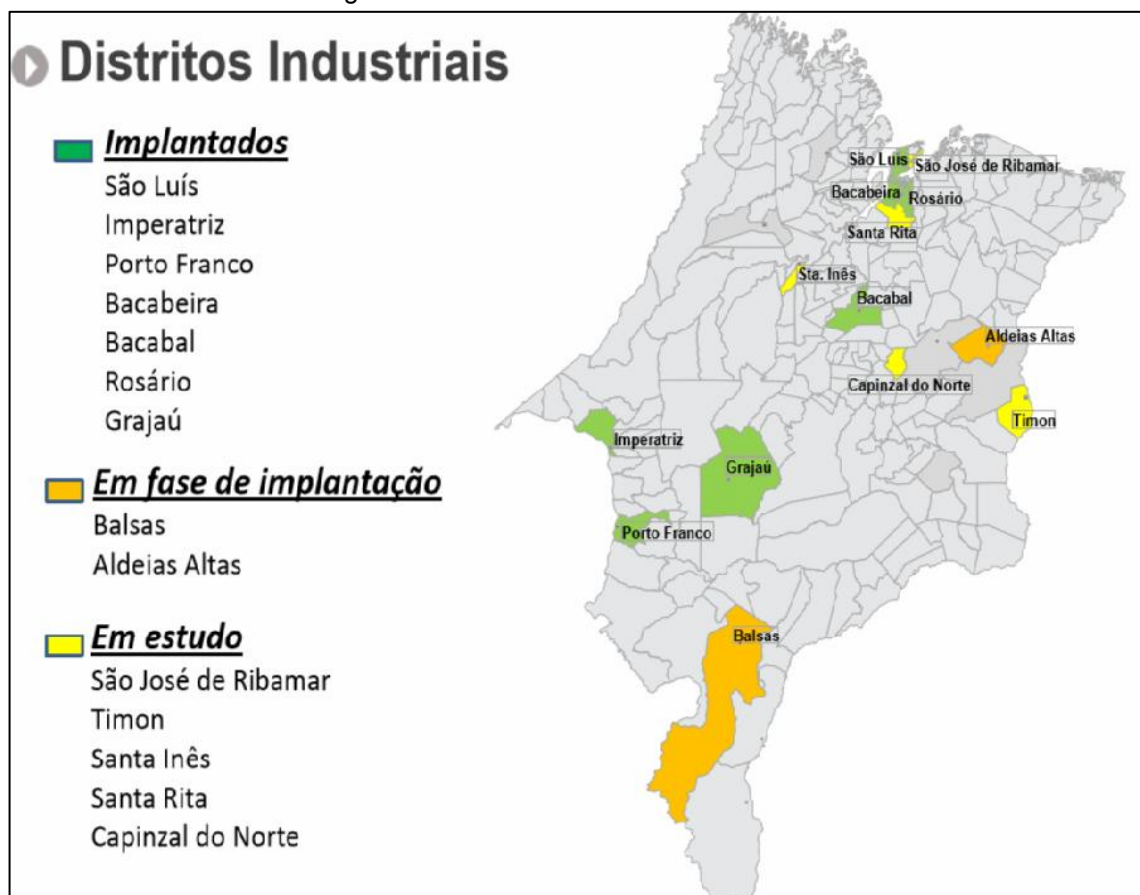 Distritos Industriais
Implantados
São Luís
Imperatriz
Porto Franco
Bacabeira
Bacabal
Rosário
Grajaú
Em fase de implantação
Balsas
Aldeias Altas
Em estudo
São José de Ribamar
Timon
Santa Inês
Santa Rita
Capinzal do Norte
São Luis
São José de Ribamar
Bacabeira
Rosário
Santa Rita
Sta. Inês
Bacabal
Aldeias Altas
Capinzal do Norte
Timon
Imperatriz
Grajaú
Porto Franco
Balsas